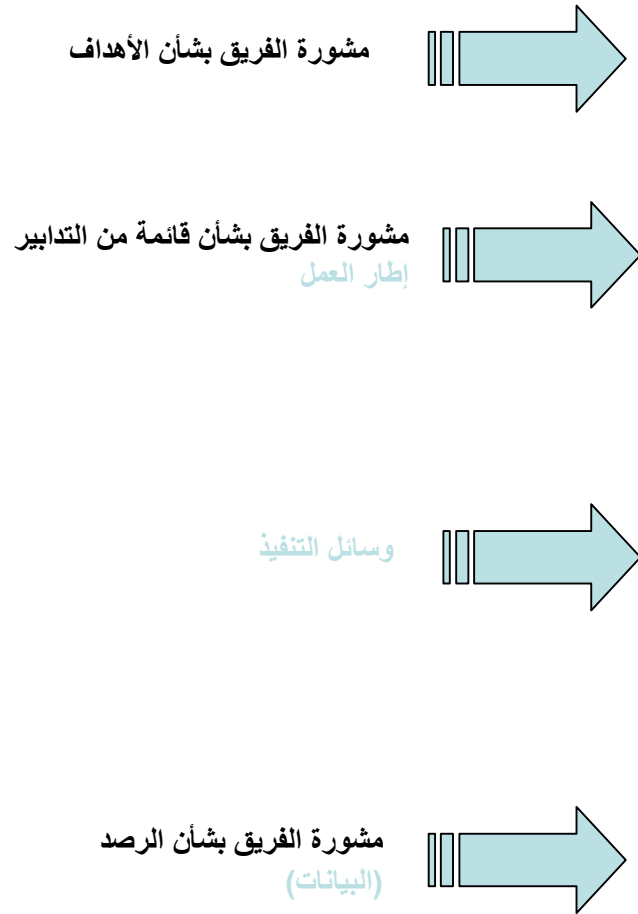 مشورة الفريق بشأن الأهداف
مشورة الفريق بشأن قائمة من التدابير
إطار العمل
وسائل التنفيذ
مشورة الفريق بشأن الرصد
(البيانات)